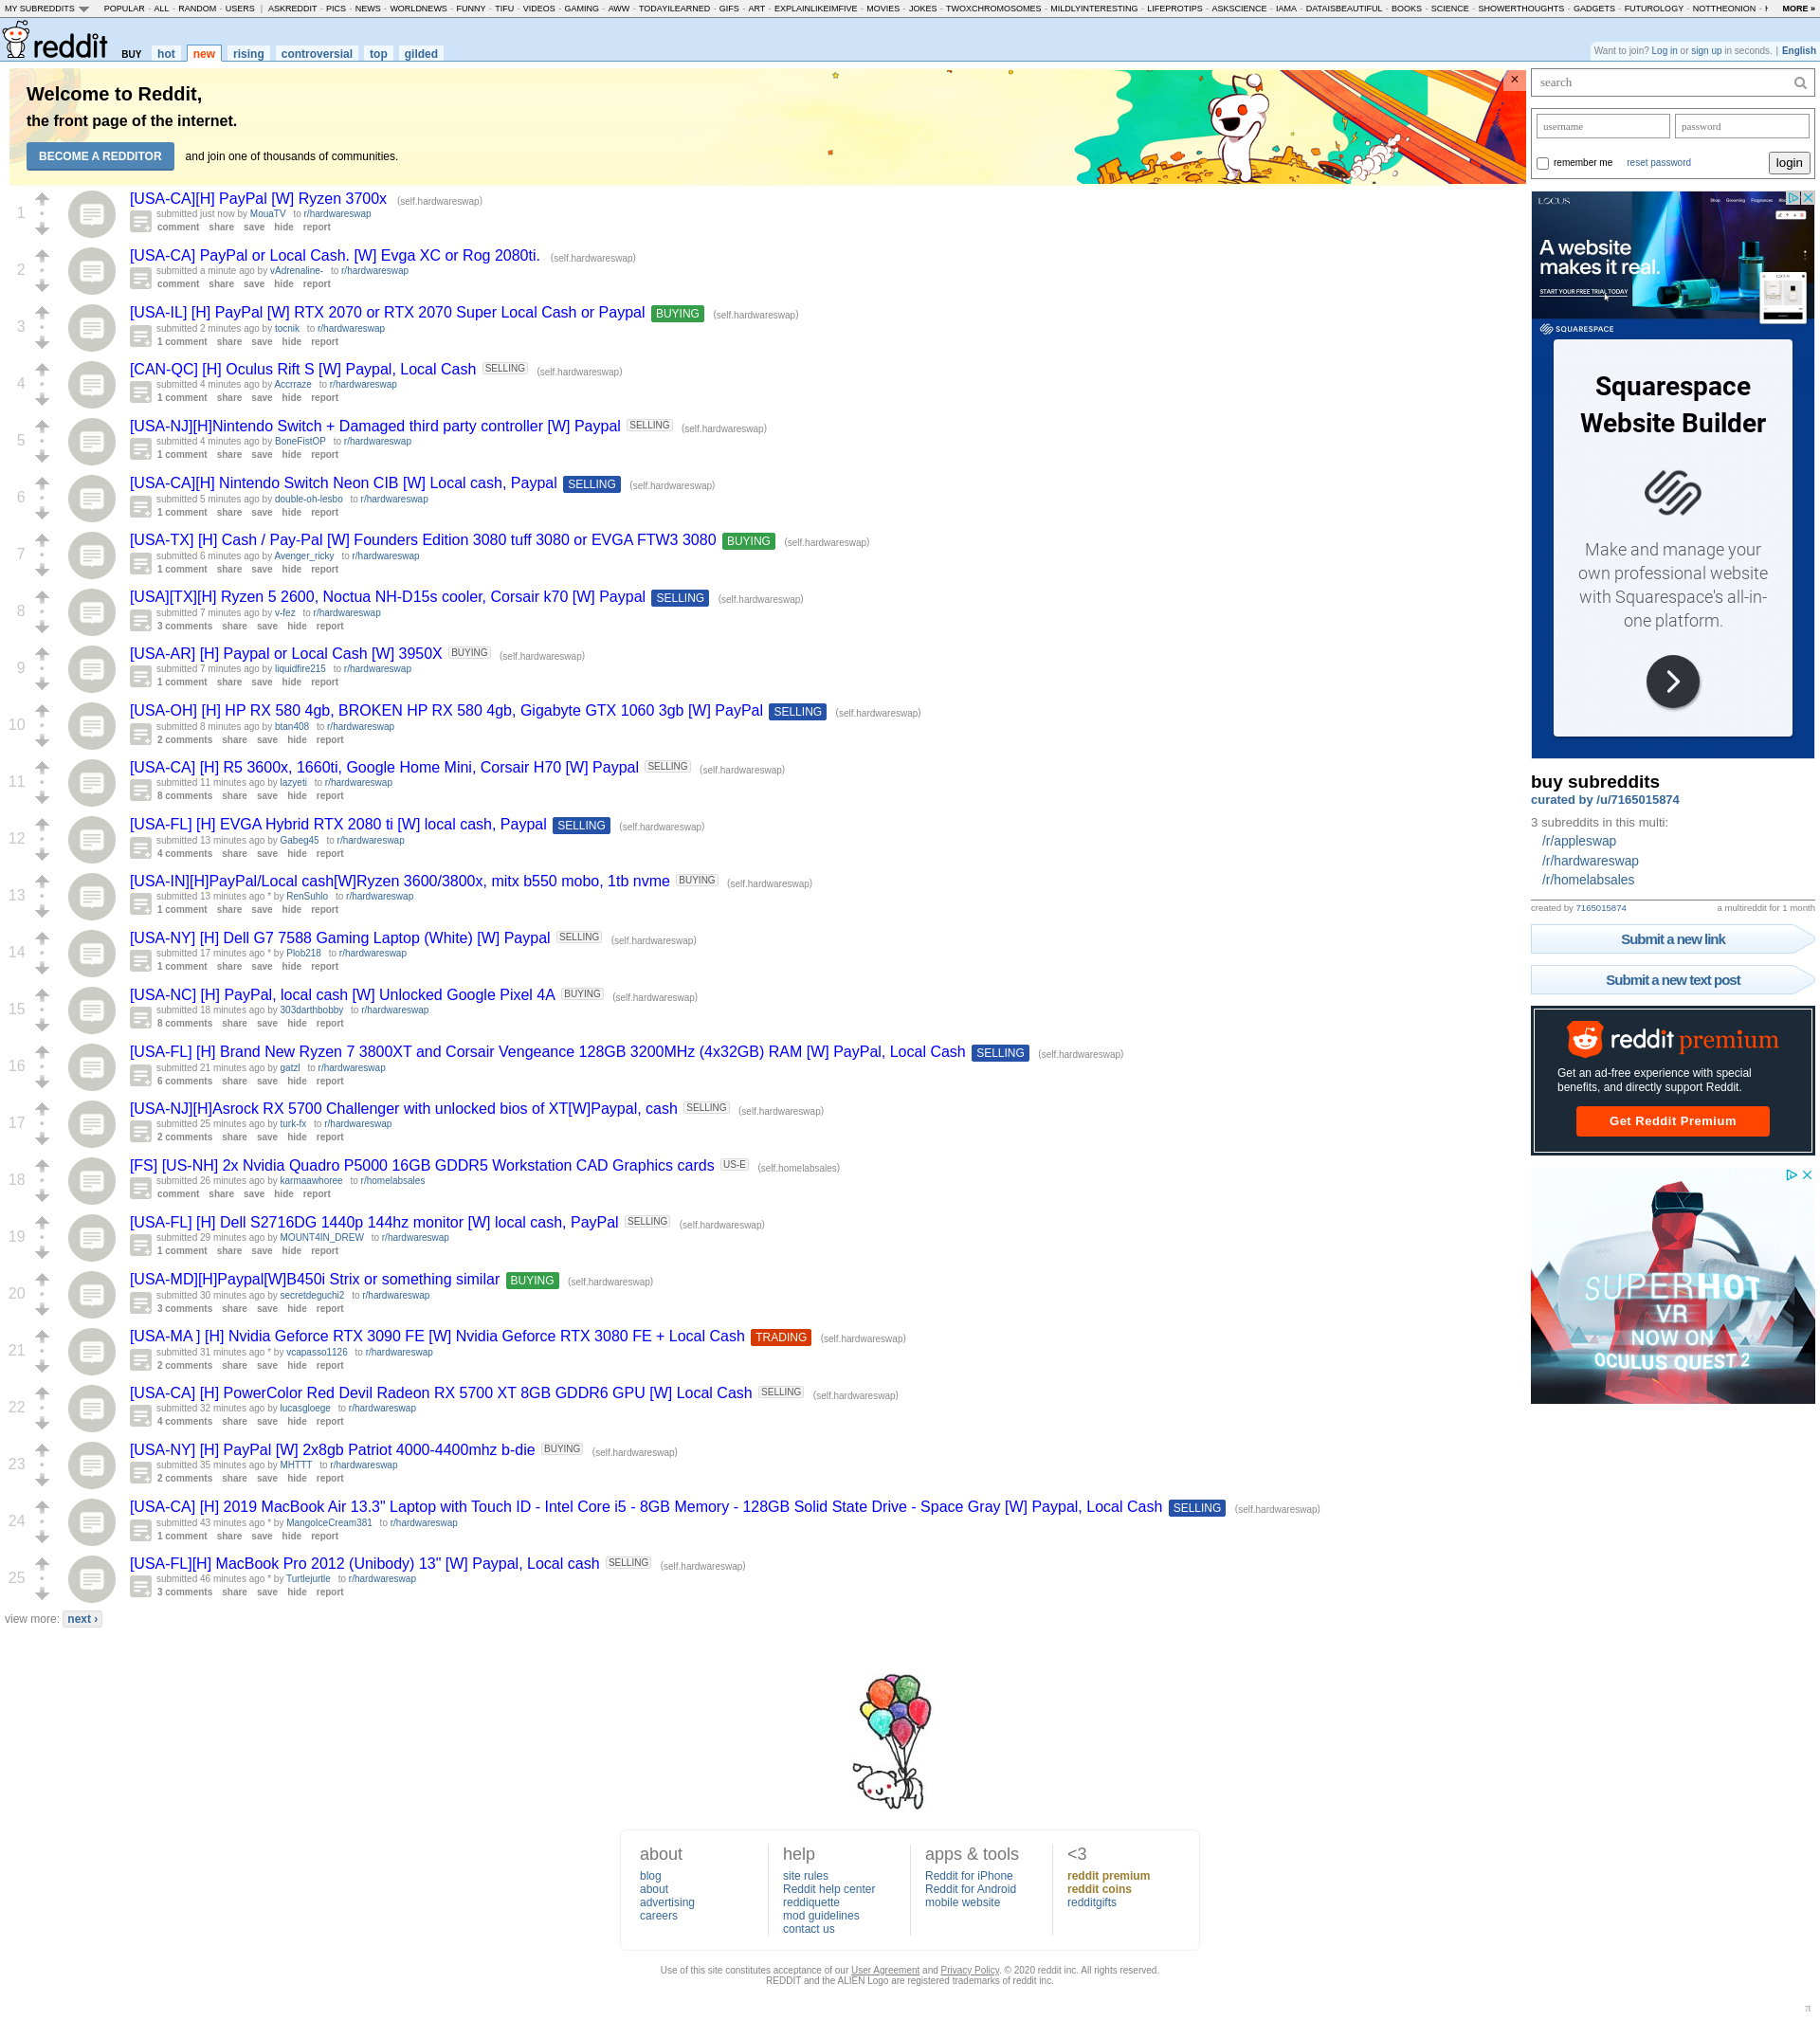 MY SUBREDDITS POPULAR - ALL - RANDOM - USERS | ASKREDDIT - PICS - NEWS - WORLDNEWS - FUNNY - TIFU - VIDEOS - GAMING - AWW - TODAYILEARNED - GIFS - ART - EXPLAINLIKEIMFIVE - MOVIES - JOKES - TWOXCHROMOSOMES - MILDLYINTERESTING - LIFEPROTIPS - ASKSCIENCE - IAMA - DATAISBEAUTIFUL - BOOKS - SCIENCE - SHOWERTHOUGHTS - GADGETS - FUTUROLOGY - NOTTHEONION - MORE »
reddit BUY hot new rising controversial top gilded
Want to join? Log in or sign up in seconds. | English
Welcome to Reddit,
the front page of the internet.
BECOME A REDDITOR and join one of thousands of communities.
×
1
[USA-CA][H] PayPal [W] Ryzen 3700x (self.hardwareswap)
submitted just now by MouaTV to r/hardwareswap
comment share save hide report
2
[USA-CA] PayPal or Local Cash. [W] Evga XC or Rog 2080ti. (self.hardwareswap)
submitted a minute ago by vAdrenaline- to r/hardwareswap
comment share save hide report
3
[USA-IL] [H] PayPal [W] RTX 2070 or RTX 2070 Super Local Cash or Paypal BUYING (self.hardwareswap)
submitted 2 minutes ago by tocnik to r/hardwareswap
1 comment share save hide report
4
[CAN-QC] [H] Oculus Rift S [W] Paypal, Local Cash SELLING (self.hardwareswap)
submitted 4 minutes ago by Accrraze to r/hardwareswap
1 comment share save hide report
5
[USA-NJ][H]Nintendo Switch + Damaged third party controller [W] Paypal SELLING (self.hardwareswap)
submitted 4 minutes ago by BoneFistOP to r/hardwareswap
1 comment share save hide report
6
[USA-CA][H] Nintendo Switch Neon CIB [W] Local cash, Paypal SELLING (self.hardwareswap)
submitted 5 minutes ago by double-oh-lesbo to r/hardwareswap
1 comment share save hide report
7
[USA-TX] [H] Cash / Pay-Pal [W] Founders Edition 3080 tuff 3080 or EVGA FTW3 3080 BUYING (self.hardwareswap)
submitted 6 minutes ago by Avenger_ricky to r/hardwareswap
1 comment share save hide report
8
[USA][TX][H] Ryzen 5 2600, Noctua NH-D15s cooler, Corsair k70 [W] Paypal SELLING (self.hardwareswap)
submitted 7 minutes ago by v-fez to r/hardwareswap
3 comments share save hide report
9
[USA-AR] [H] Paypal or Local Cash [W] 3950X BUYING (self.hardwareswap)
submitted 7 minutes ago by liquidfire215 to r/hardwareswap
1 comment share save hide report
10
[USA-OH] [H] HP RX 580 4gb, BROKEN HP RX 580 4gb, Gigabyte GTX 1060 3gb [W] PayPal SELLING (self.hardwareswap)
submitted 8 minutes ago by btan408 to r/hardwareswap
2 comments share save hide report
11
[USA-CA] [H] R5 3600x, 1660ti, Google Home Mini, Corsair H70 [W] Paypal SELLING (self.hardwareswap)
submitted 11 minutes ago by lazyeti to r/hardwareswap
8 comments share save hide report
12
[USA-FL] [H] EVGA Hybrid RTX 2080 ti [W] local cash, Paypal SELLING (self.hardwareswap)
submitted 13 minutes ago by Gabeg45 to r/hardwareswap
4 comments share save hide report
13
[USA-IN][H]PayPal/Local cash[W]Ryzen 3600/3800x, mitx b550 mobo, 1tb nvme BUYING (self.hardwareswap)
submitted 13 minutes ago * by RenSuhlo to r/hardwareswap
1 comment share save hide report
14
[USA-NY] [H] Dell G7 7588 Gaming Laptop (White) [W] Paypal SELLING (self.hardwareswap)
submitted 17 minutes ago * by Plob218 to r/hardwareswap
1 comment share save hide report
15
[USA-NC] [H] PayPal, local cash [W] Unlocked Google Pixel 4A BUYING (self.hardwareswap)
submitted 18 minutes ago by 303darthbobby to r/hardwareswap
8 comments share save hide report
16
[USA-FL] [H] Brand New Ryzen 7 3800XT and Corsair Vengeance 128GB 3200MHz (4x32GB) RAM [W] PayPal, Local Cash SELLING (self.hardwareswap)
submitted 21 minutes ago by gatzl to r/hardwareswap
6 comments share save hide report
17
[USA-NJ][H]Asrock RX 5700 Challenger with unlocked bios of XT[W]Paypal, cash SELLING (self.hardwareswap)
submitted 25 minutes ago by turk-fx to r/hardwareswap
2 comments share save hide report
18
[FS] [US-NH] 2x Nvidia Quadro P5000 16GB GDDR5 Workstation CAD Graphics cards US-E (self.homelabsales)
submitted 26 minutes ago by karmaawhoree to r/homelabsales
comment share save hide report
19
[USA-FL] [H] Dell S2716DG 1440p 144hz monitor [W] local cash, PayPal SELLING (self.hardwareswap)
submitted 29 minutes ago by MOUNT4IN_DREW to r/hardwareswap
1 comment share save hide report
20
[USA-MD][H]Paypal[W]B450i Strix or something similar BUYING (self.hardwareswap)
submitted 30 minutes ago by secretdeguchi2 to r/hardwareswap
3 comments share save hide report
21
[USA-MA ] [H] Nvidia Geforce RTX 3090 FE [W] Nvidia Geforce RTX 3080 FE + Local Cash TRADING (self.hardwareswap)
submitted 31 minutes ago * by vcapasso1126 to r/hardwareswap
2 comments share save hide report
22
[USA-CA] [H] PowerColor Red Devil Radeon RX 5700 XT 8GB GDDR6 GPU [W] Local Cash SELLING (self.hardwareswap)
submitted 32 minutes ago by lucasgloege to r/hardwareswap
4 comments share save hide report
23
[USA-NY] [H] PayPal [W] 2x8gb Patriot 4000-4400mhz b-die BUYING (self.hardwareswap)
submitted 35 minutes ago by MHTTT to r/hardwareswap
2 comments share save hide report
24
[USA-CA] [H] 2019 MacBook Air 13.3" Laptop with Touch ID - Intel Core i5 - 8GB Memory - 128GB Solid State Drive - Space Gray [W] Paypal, Local Cash SELLING (self.hardwareswap)
submitted 43 minutes ago * by MangoIceCream381 to r/hardwareswap
1 comment share save hide report
25
[USA-FL][H] MacBook Pro 2012 (Unibody) 13" [W] Paypal, Local cash SELLING (self.hardwareswap)
submitted 46 minutes ago * by Turtlejurtle to r/hardwareswap
3 comments share save hide report
view more: next ›
search
username password
remember me reset password login
LOCUS
A website
makes it real.
START YOUR FREE TRIAL TODAY
SQUARESPACE
Squarespace
Website Builder
Make and manage your
own professional website
with Squarespace's all-in-
one platform.
buy subreddits
curated by /u/7165015874
3 subreddits in this multi:
/r/appleswap
/r/hardwareswap
/r/homelabsales
created by 7165015874 a multireddit for 1 month
Submit a new link
Submit a new text post
reddit premium
Get an ad-free experience with special
benefits, and directly support Reddit.
Get Reddit Premium
SUPERHOT
VR
NOW ON
OCULUS QUEST 2
about
blog
about
advertising
careers
help
site rules
Reddit help center
reddiquette
mod guidelines
contact us
apps & tools
Reddit for iPhone
Reddit for Android
mobile website
<3
reddit premium
reddit coins
redditgifts
Use of this site constitutes acceptance of our User Agreement and Privacy Policy. © 2020 reddit inc. All rights reserved.
REDDIT and the ALIEN Logo are registered trademarks of reddit inc.
π